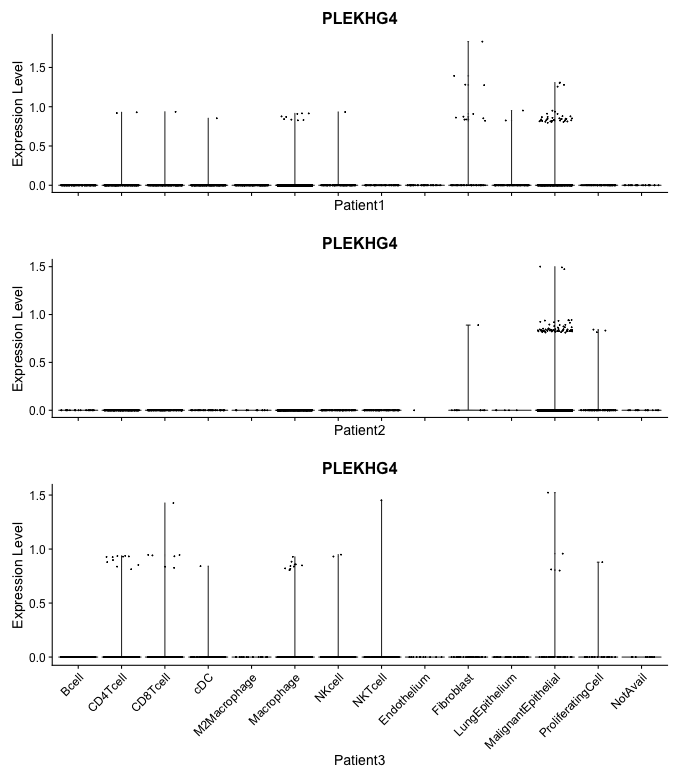 PLEKHG4
Expression Level
1.5
1.0
0.5
0.0
Patient1
PLEKHG4
Expression Level
1.5
1.0
0.5
0.0
Patient2
PLEKHG4
Expression Level
1.5
1.0
0.5
0.0
Bcell
CD4Tcell
CD8Tcell
cDC
M2Macrophage
Macrophage
NKcell
NKTcell
Endothelium
Fibroblast
LungEpithelium
MalignantEpithelial
ProliferatingCell
NotAvail
Patient3